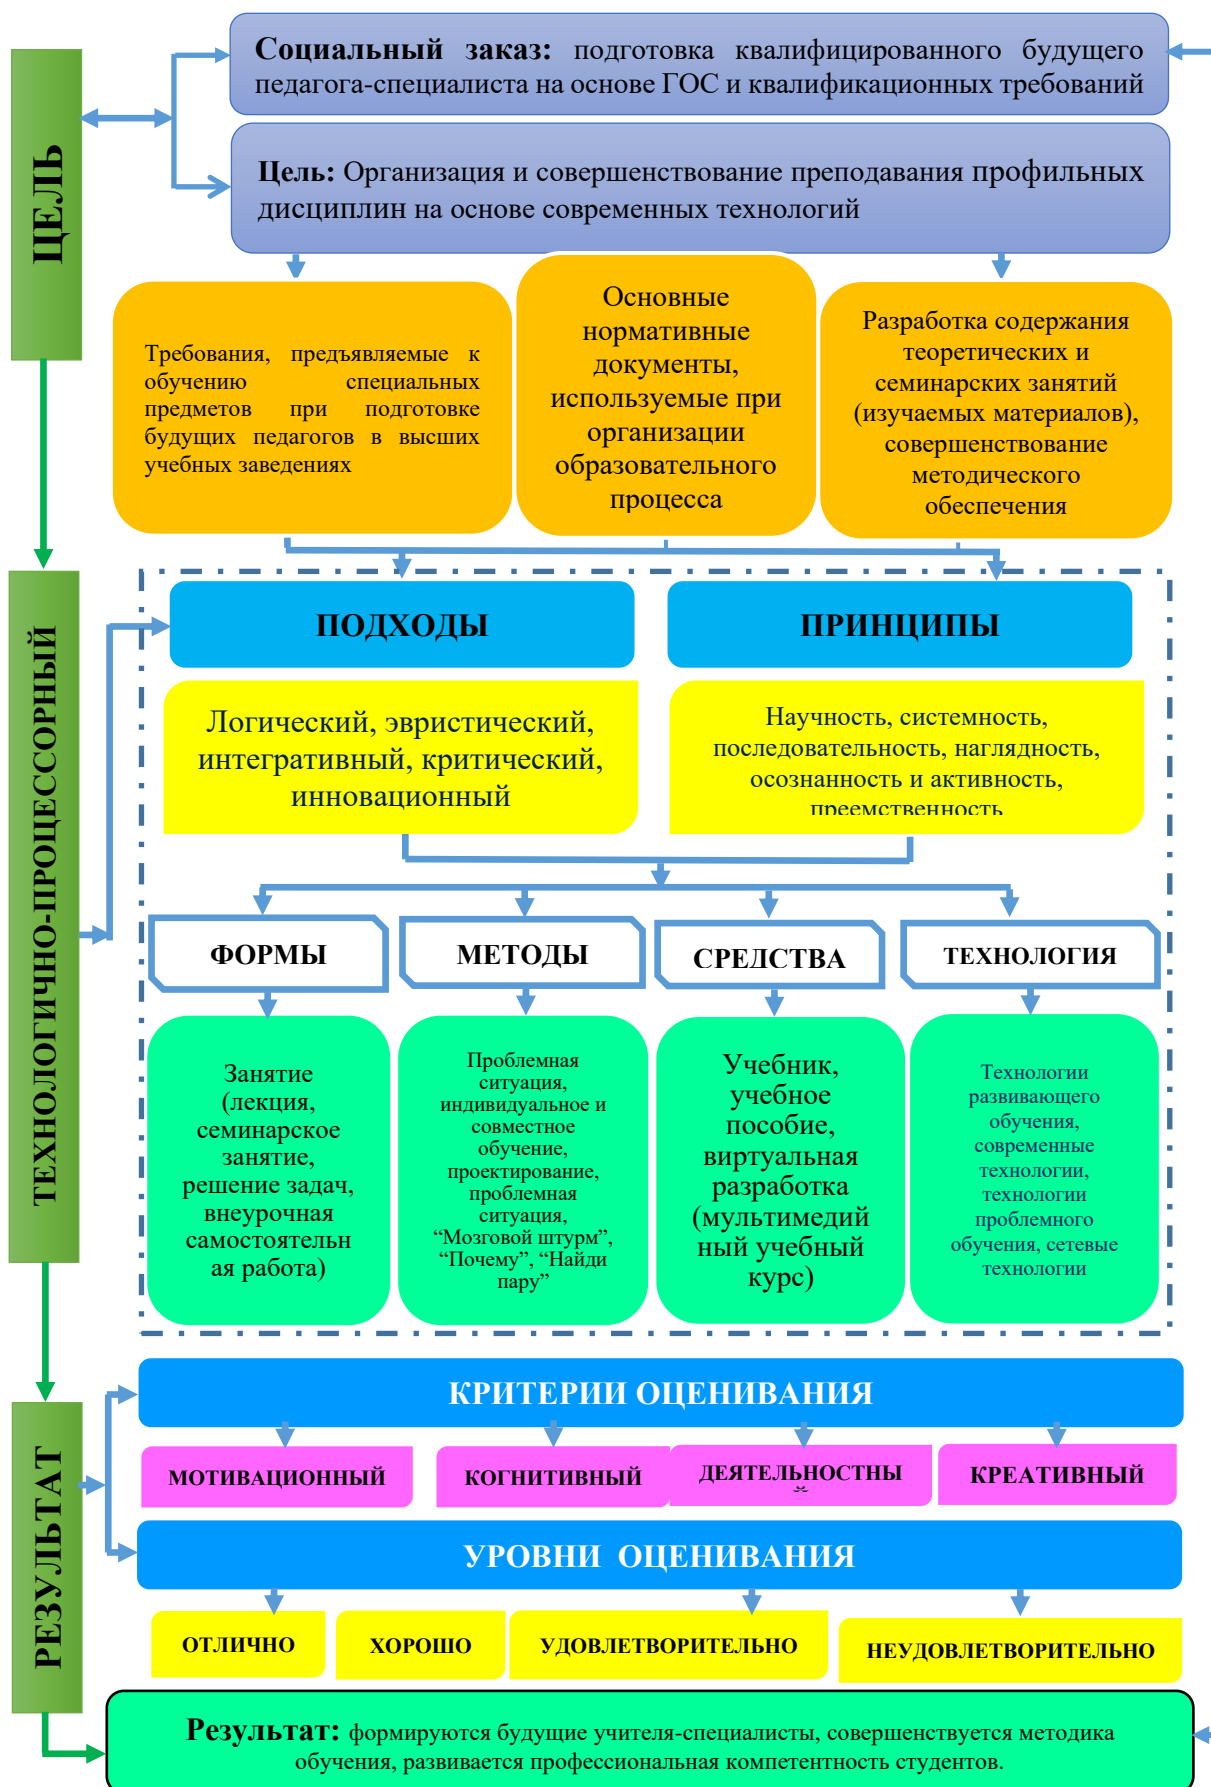 ЦЕЛЬ
Социальный заказ: подготовка квалифицированного будущего
педагога-специалиста на основе ГОС и квалификационных требований
Цель: Организация и совершенствование преподавания профильных
дисциплин на основе современных технологий
Требования, предъявляемые к
обучению специальных
предметов при подготовке
будущих педагогов в высших
учебных заведениях
Основные
нормативные
документы,
используемые при
организации
образовательного
процесса
Разработка содержания
теоретических и
семинарских занятий
(изучаемых материалов),
совершенствование
методического
обеспечения
ТЕХНОЛОГИЧНО-ПРОЦЕССОРНЫЙ
ПОДХОДЫ
ПРИНЦИПЫ
Логический, эвристический,
интегративный, критический,
инновационный
Научность, системность,
последовательность, наглядность,
осознанность и активность,
преемственность
ФОРМЫ
МЕТОДЫ
СРЕДСТВА
ТЕХНОЛОГИЯ
Занятие
(лекция,
семинарское
занятие,
решение задач,
внеурочная
самостоятельн
ая работа)
Проблемная
ситуация,
индивидуальное и
совместное
обучение,
проектирование,
проблемная
ситуация,
“Мозговой штурм”,
“Почему”, “Найди
пару”
Учебник,
учебное
пособие,
виртуальная
разработка
(мультимедий
ный учебный
курс)
Технологии
развивающего
обучения,
современные
технологии,
технологии
проблемного
обучения, сетевые
технологии
РЕЗУЛЬТАТ
КРИТЕРИИ ОЦЕНИВАНИЯ
МОТИВАЦИОННЫЙ
КОГНИТИВНЫЙ
ДЕЯТЕЛЬНОСТНЫ
Й
КРЕАТИВНЫЙ
УРОВНИ ОЦЕНИВАНИЯ
ОТЛИЧНО
ХОРОШО
УДОВЛЕТВОРИТЕЛЬНО
НЕУДОВЛЕТВОРИТЕЛЬНО
Результат: формируются будущие учителя-специалисты, совершенствуется методика
обучения, развивается профессиональная компетентность студентов.